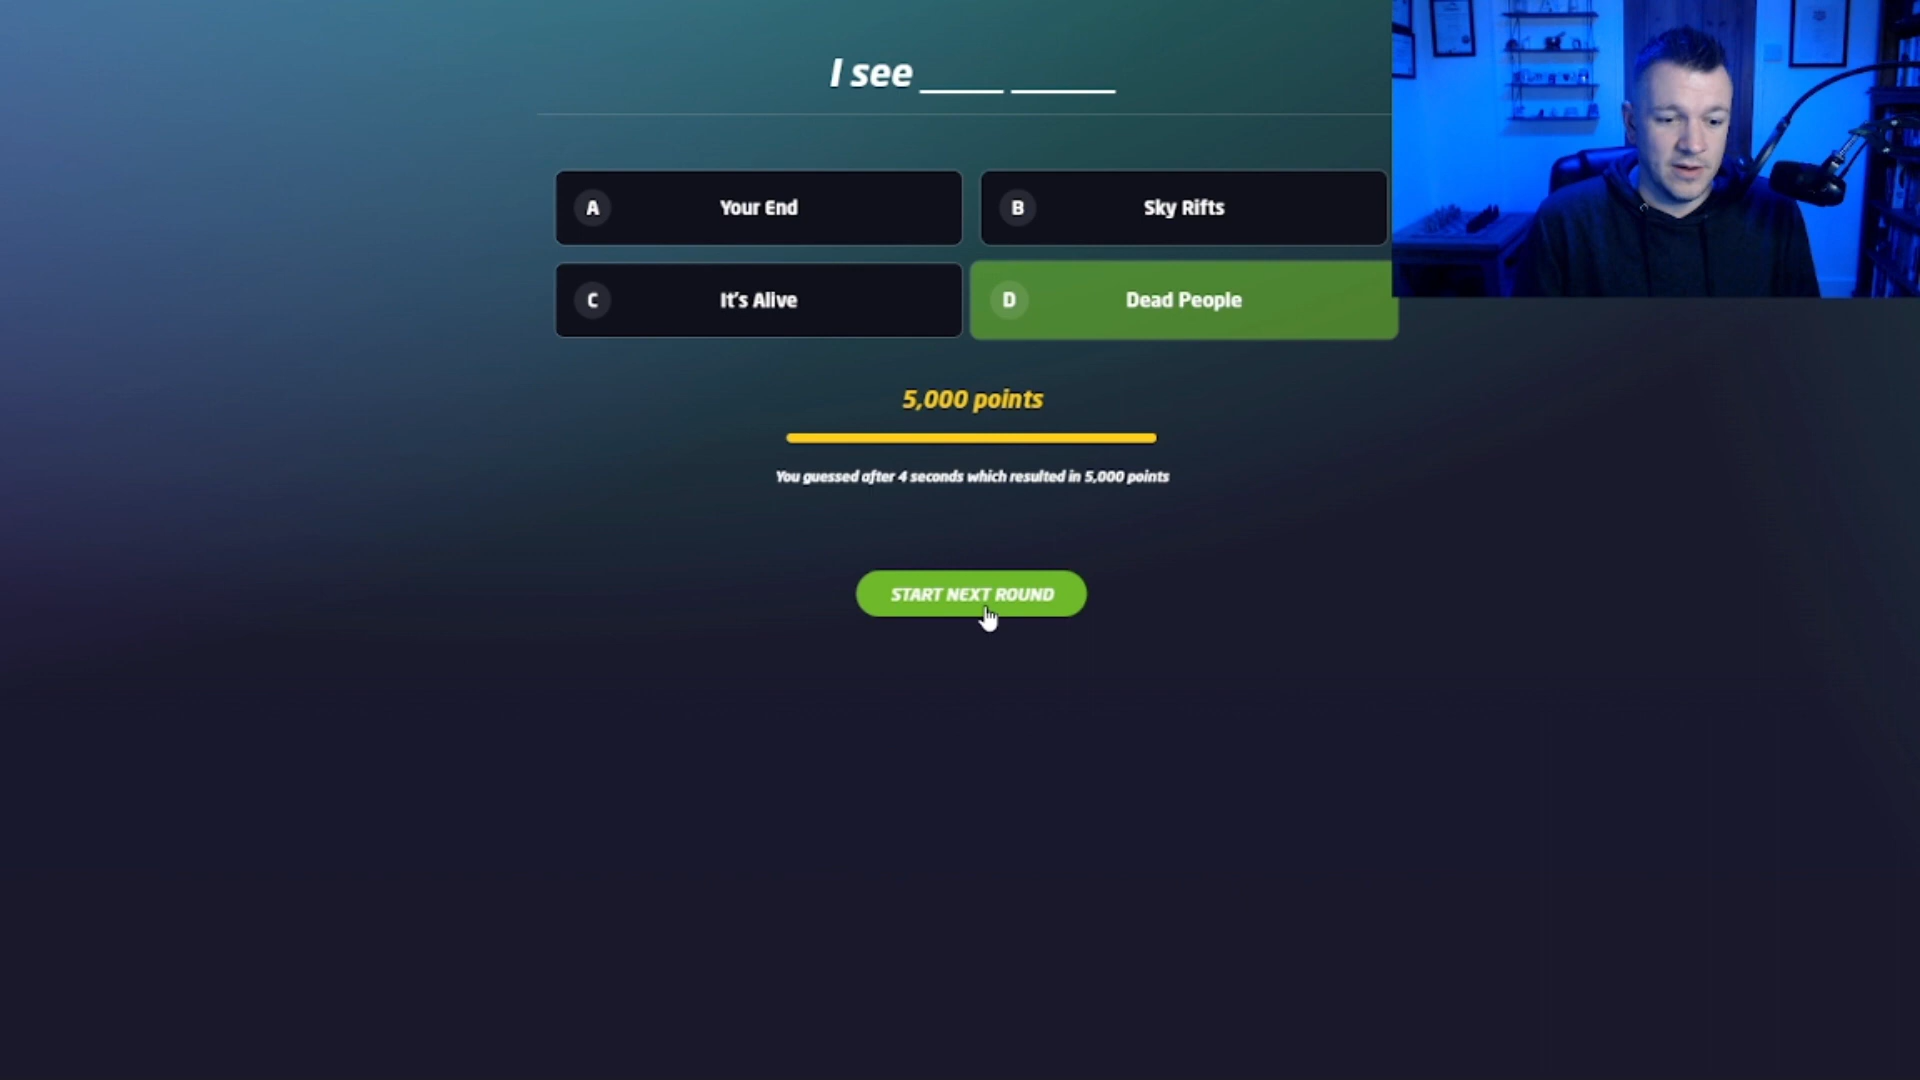 I see _____ ______
A Your End
B Sky Rifts
C It's Alive
D Dead People
5,000 points
You guessed after 4 seconds which resulted in 5,000 points
START NEXT ROUND